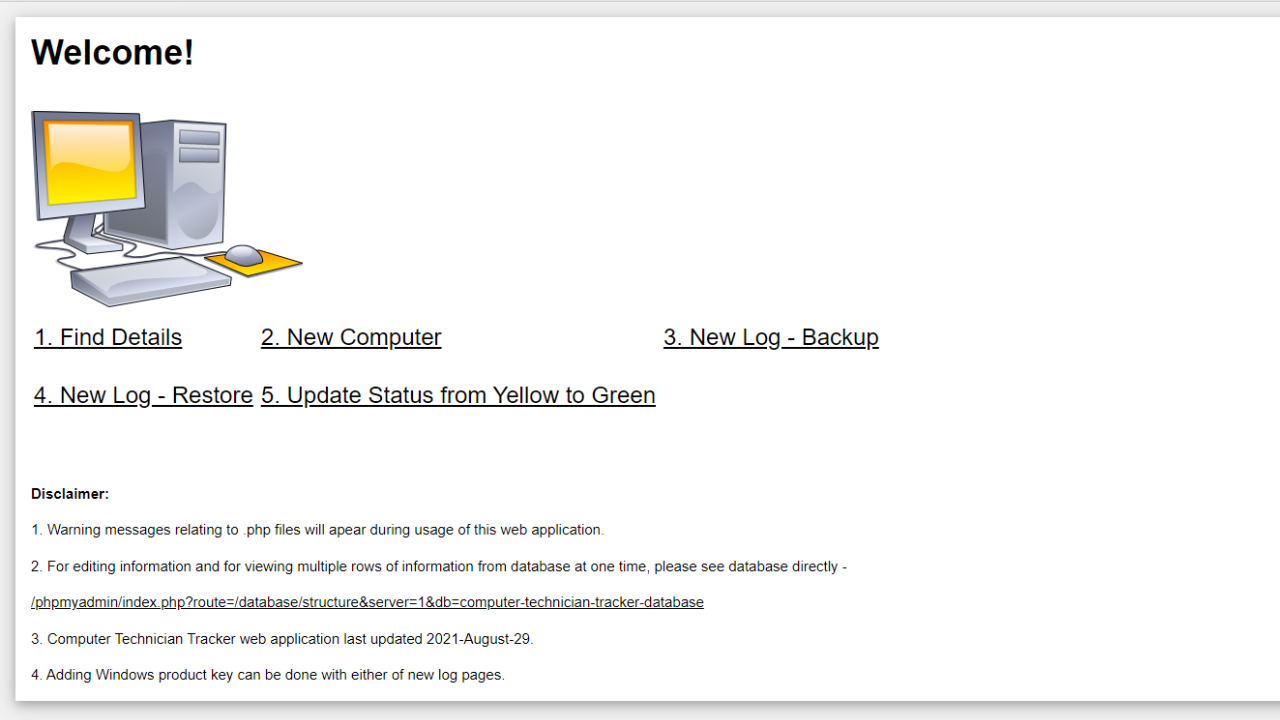 Welcome!
1. Find Details 2. New Computer 3. New Log - Backup
4. New Log - Restore 5. Update Status from Yellow to Green
Disclaimer:
1. Warning messages relating to .php files will apear during usage of this web application.
2. For editing information and for viewing multiple rows of information from database at one time, please see database directly -
/phpmyadmin/index.php?route=/database/structure&server=1&db=computer-technician-tracker-database
3. Computer Technician Tracker web application last updated 2021-August-29.
4. Adding Windows product key can be done with either of new log pages.